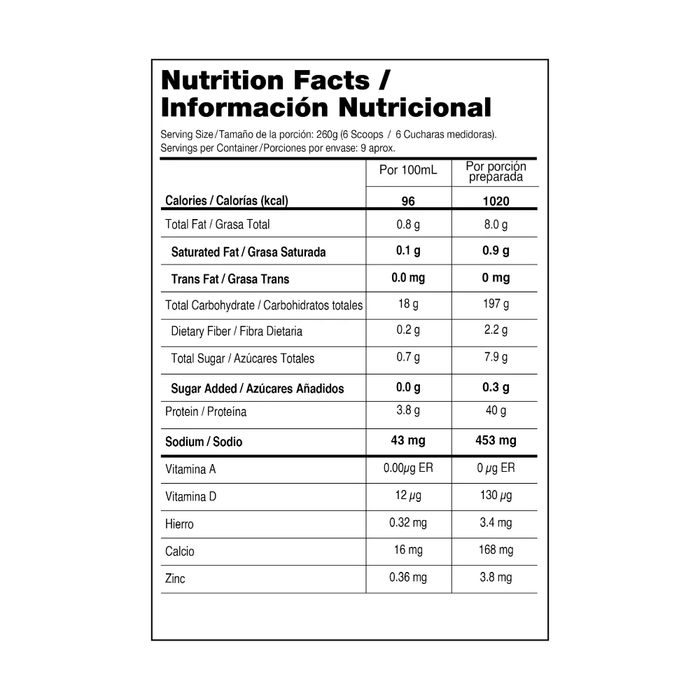 Nutrition Facts /
Información Nutricional
Serving Size/Tamaño de la porción: 260g (6 Scoops / 6 Cucharas medidoras).
Servings per Container/Porciones por envase: 9 aprox.
Por 100mL Por porción preparada
Calories / Calorías (kcal) 96 1020
Total Fat / Grasa Total 0.8 g 8.0 g
Saturated Fat / Grasa Saturada 0.1 g 0.9 g
Trans Fat / Grasa Trans 0.0 mg 0 mg
Total Carbohydrate / Carbohidratos totales 18 g 197 g
Dietary Fiber / Fibra Dietaria 0.2 g 2.2 g
Total Sugar / Azúcares Totales 0.7 g 7.9 g
Sugar Added / Azúcares Añadidos 0.0 g 0.3 g
Protein / Proteína 3.8 g 40 g
Sodium / Sodio 43 mg 453 mg
Vitamina A 0.00µg ER 0 µg ER
Vitamina D 12 µg 130 µg
Hierro 0.32 mg 3.4 mg
Calcio 16 mg 168 mg
Zinc 0.36 mg 3.8 mg